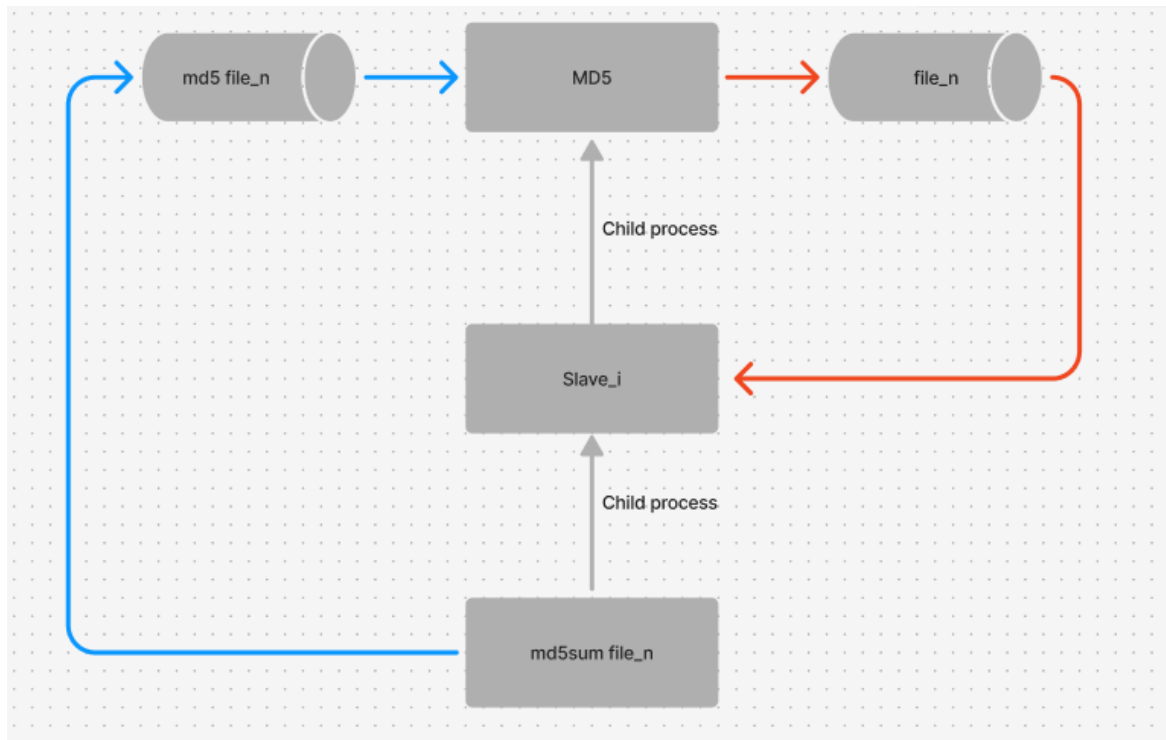 md5 file_n
MD5
file_n
Child process
Slave_i
Child process
md5sum file_n